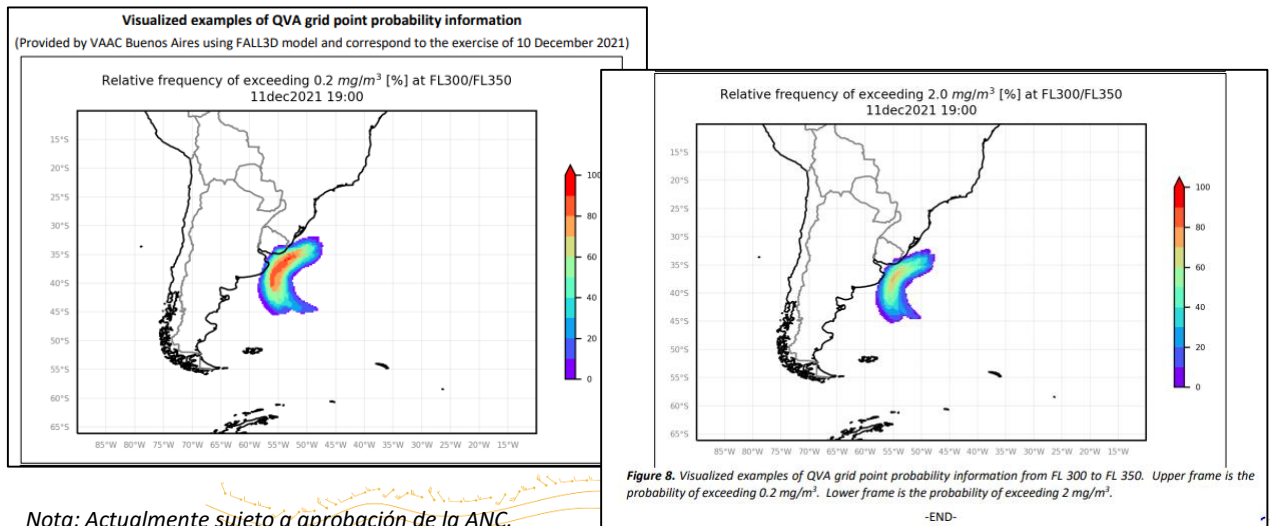 Visualized examples of QVA grid point probability information
(Provided by VAAC Buenos Aires using FALL3D model and correspond to the exercise of 10 December 2021)
Relative frequency of exceeding 0.2 mg/m³ [%] at FL300/FL350
11dec2021 19:00
15°S
20°S
25°S
30°S
35°S
40°S
45°S
50°S
55°S
60°S
65°S
85°W 80°W 75°W 70°W 65°W 60°W 55°W 50°W 45°W 40°W 35°W 30°W 25°W 20°W 15°W
100
80
60
40
20
0
Relative frequency of exceeding 2.0 mg/m³ [%] at FL300/FL350
11dec2021 19:00
15°S
20°S
25°S
30°S
35°S
40°S
45°S
50°S
55°S
60°S
65°S
85°W 80°W 75°W 70°W 65°W 60°W 55°W 50°W 45°W 40°W 35°W 30°W 25°W 20°W 15°W
100
80
60
40
20
0
Figure 8. Visualized examples of QVA grid point probability information from FL 300 to FL 350. Upper frame is the
probability of exceeding 0.2 mg/m³. Lower frame is the probability of exceeding 2 mg/m³.
-END-
Nota: Actualmente sujeto a aprobación de la ANC.